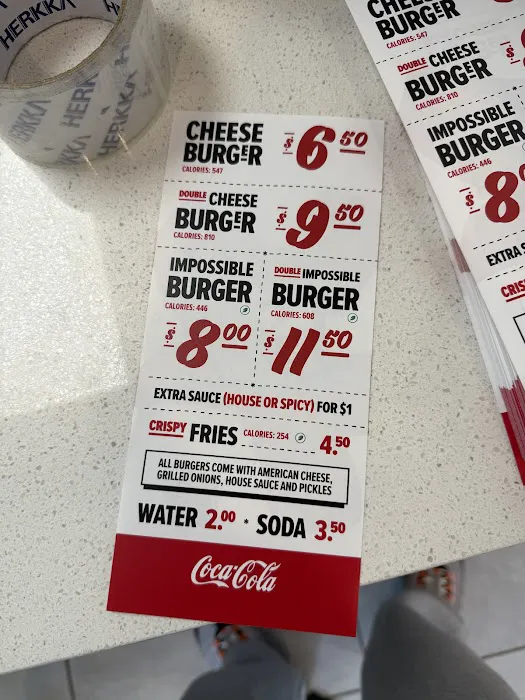 HERKKA
HERKKA
HERKKA
CHEESE
BURGER
CALORIES: 547
$6.50
DOUBLE CHEESE
BURGER
CALORIES: 810
$9.50
IMPOSSIBLE
BURGER
CALORIES: 446
$8.00
DOUBLE IMPOSSIBLE
BURGER
CALORIES: 608
$11.50
EXTRA SAUCE (HOUSE OR SPICY) FOR $1
CRISPY FRIES CALORIES: 254 4.50
ALL BURGERS COME WITH AMERICAN CHEESE,
GRILLED ONIONS, HOUSE SAUCE AND PICKLES
WATER 2.00 * SODA 3.50
Coca-Cola
CHEESE
BURGER
CALORIES: 547
$
DOUBLE CHEESE
BURGER
CALORIES: 810
$
IMPOSSIBLE
BURGER
CALORIES: 446
$8
EXTRA